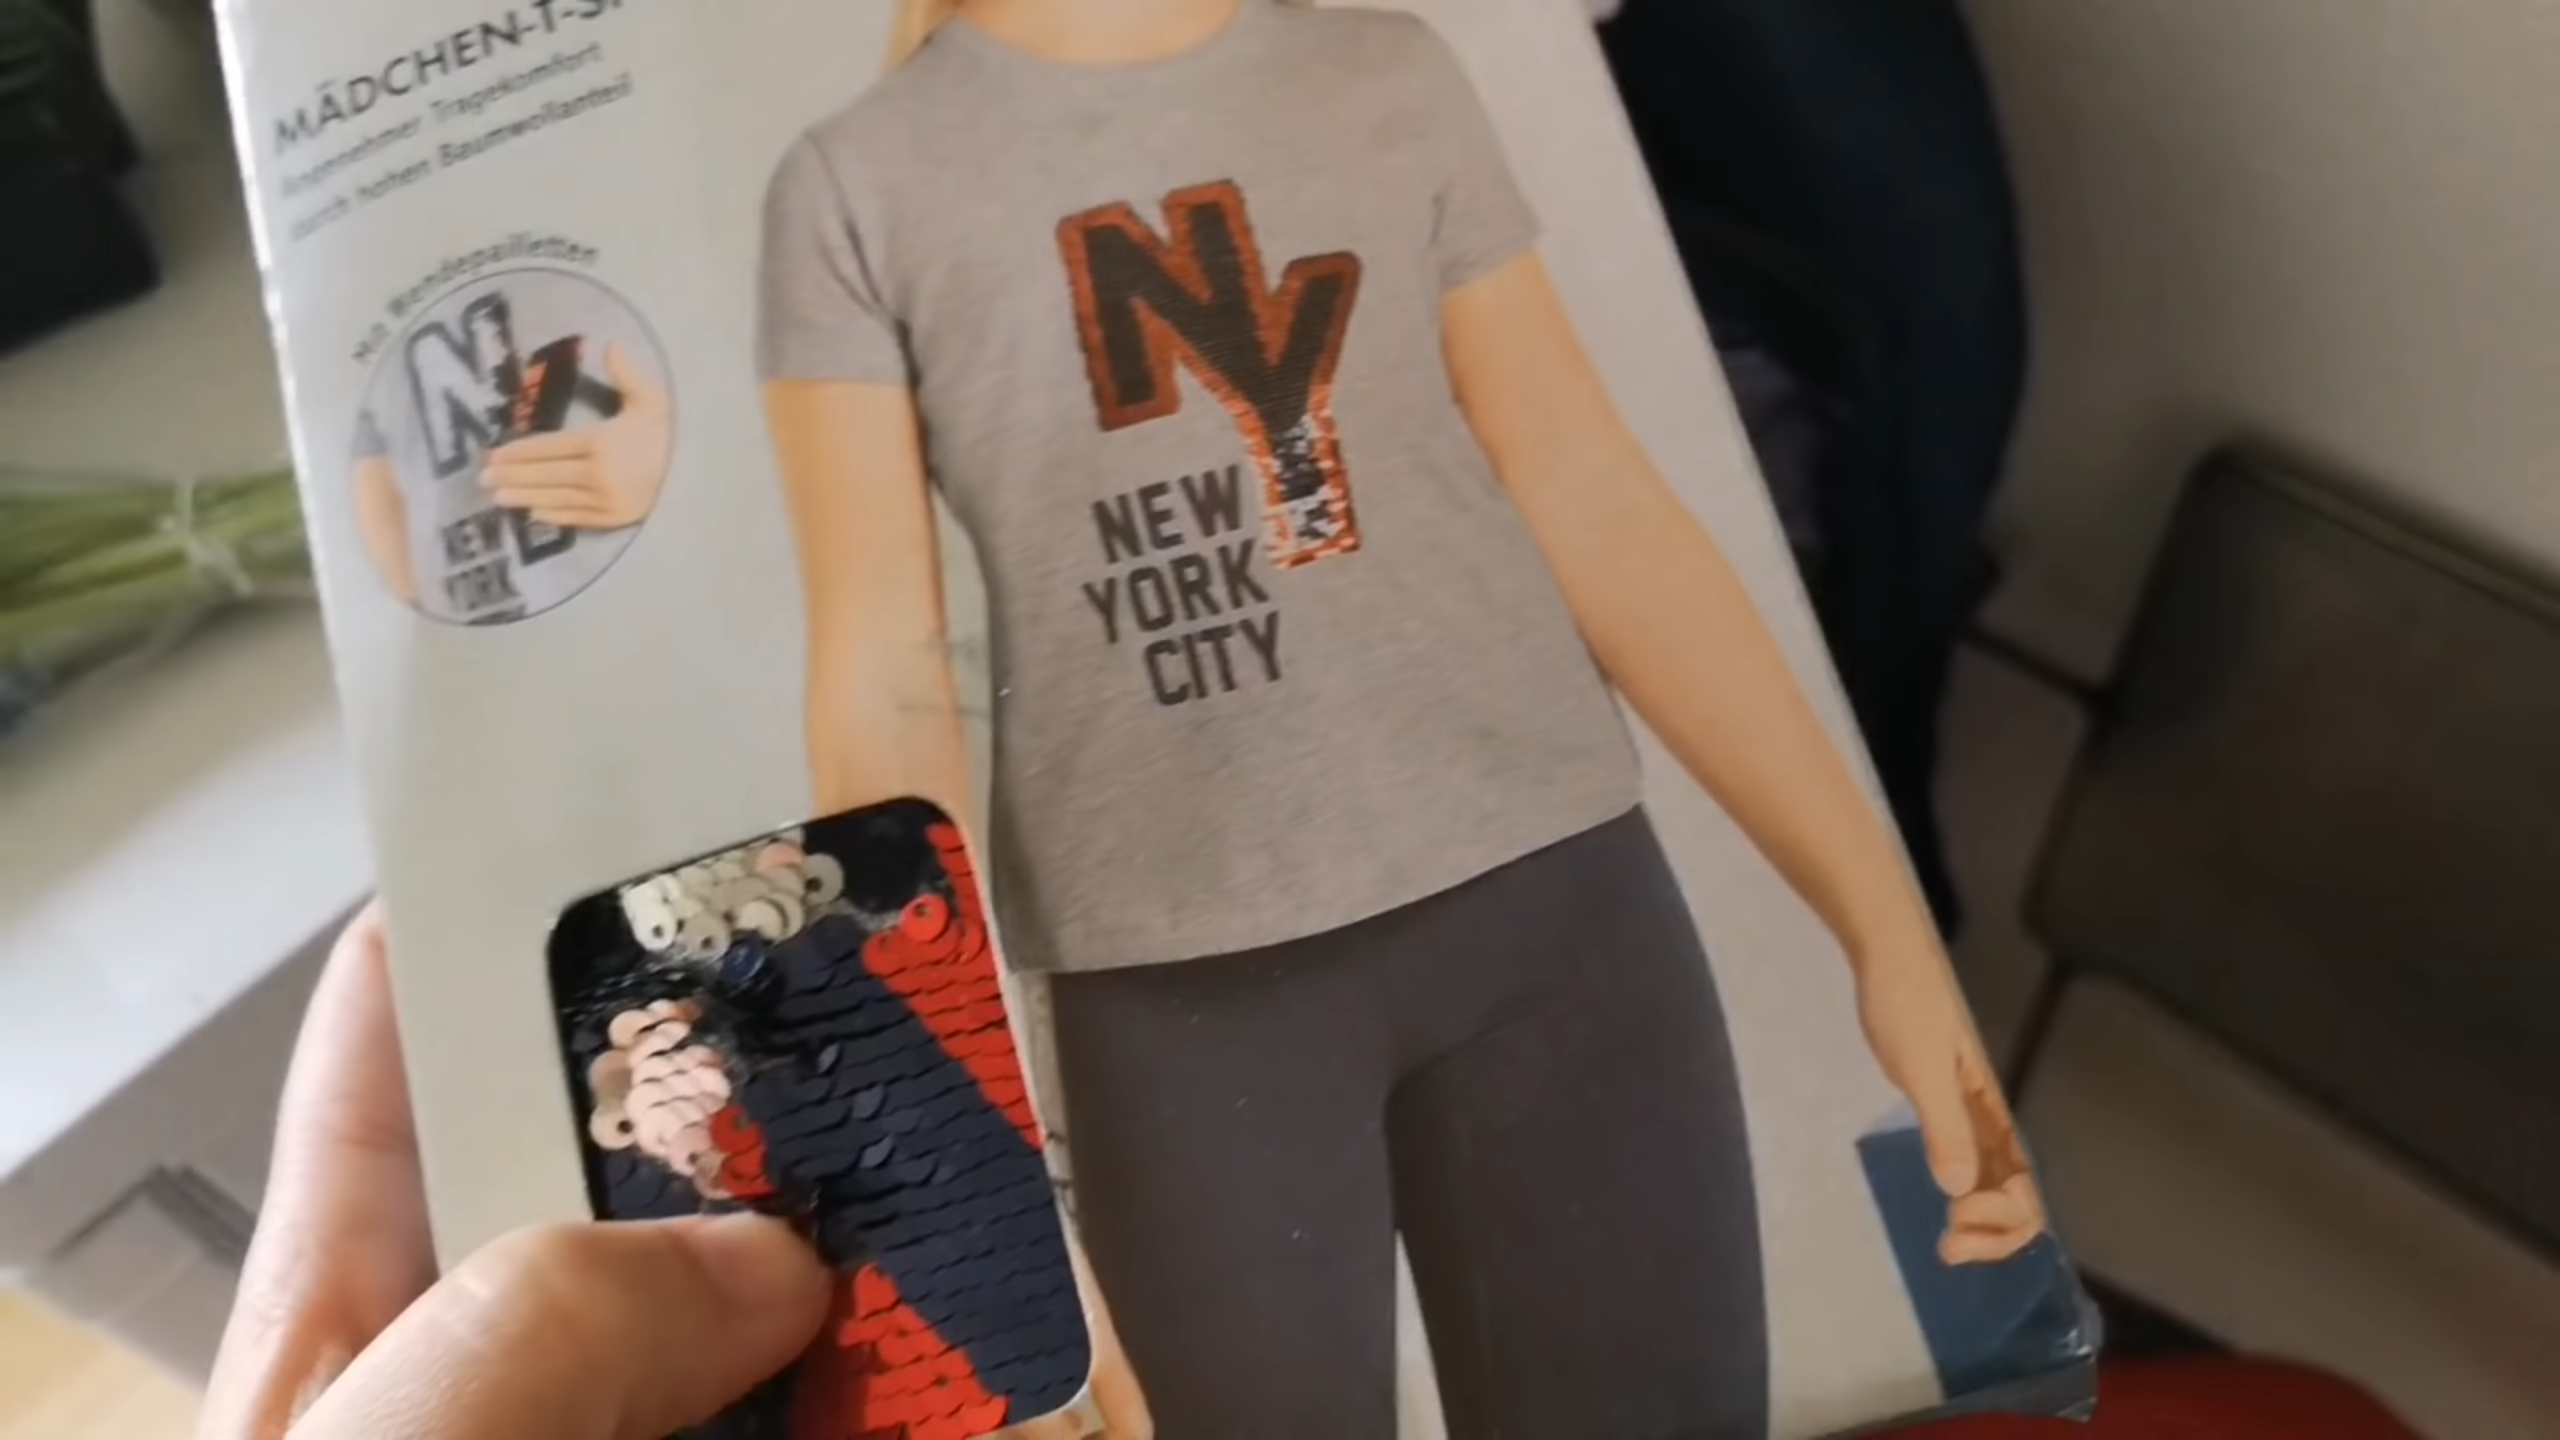 MÄDCHEN-T-S
Angenehmer Tragekomfort
durch hohen Baumwollanteil
Mit Wendepailletten
NY
NEW
YORK
NY
NEW
YORK
CITY